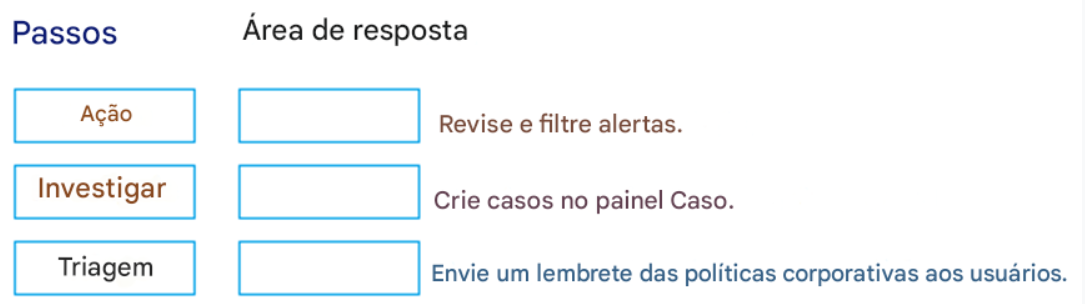 Passos
Área de resposta
Ação
Revise e filtre alertas.
Investigar
Crie casos no painel Caso.
Triagem
Envie um lembrete das políticas corporativas aos usuários.